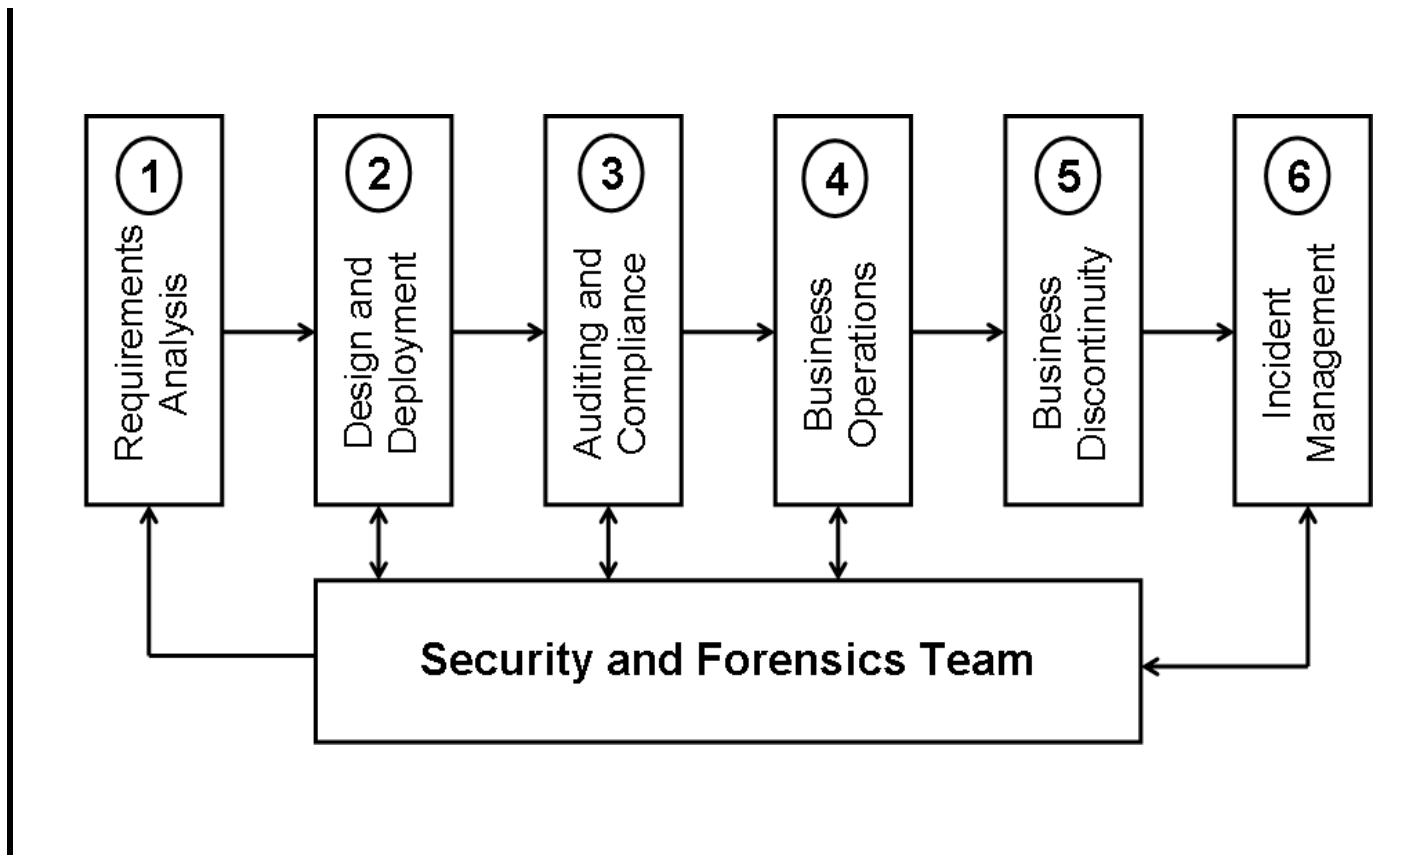 1
Requirements
Analysis
2
Design and
Deployment
3
Auditing and
Compliance
4
Business
Operations
5
Business
Discontinuity
6
Incident
Management
Security and Forensics Team